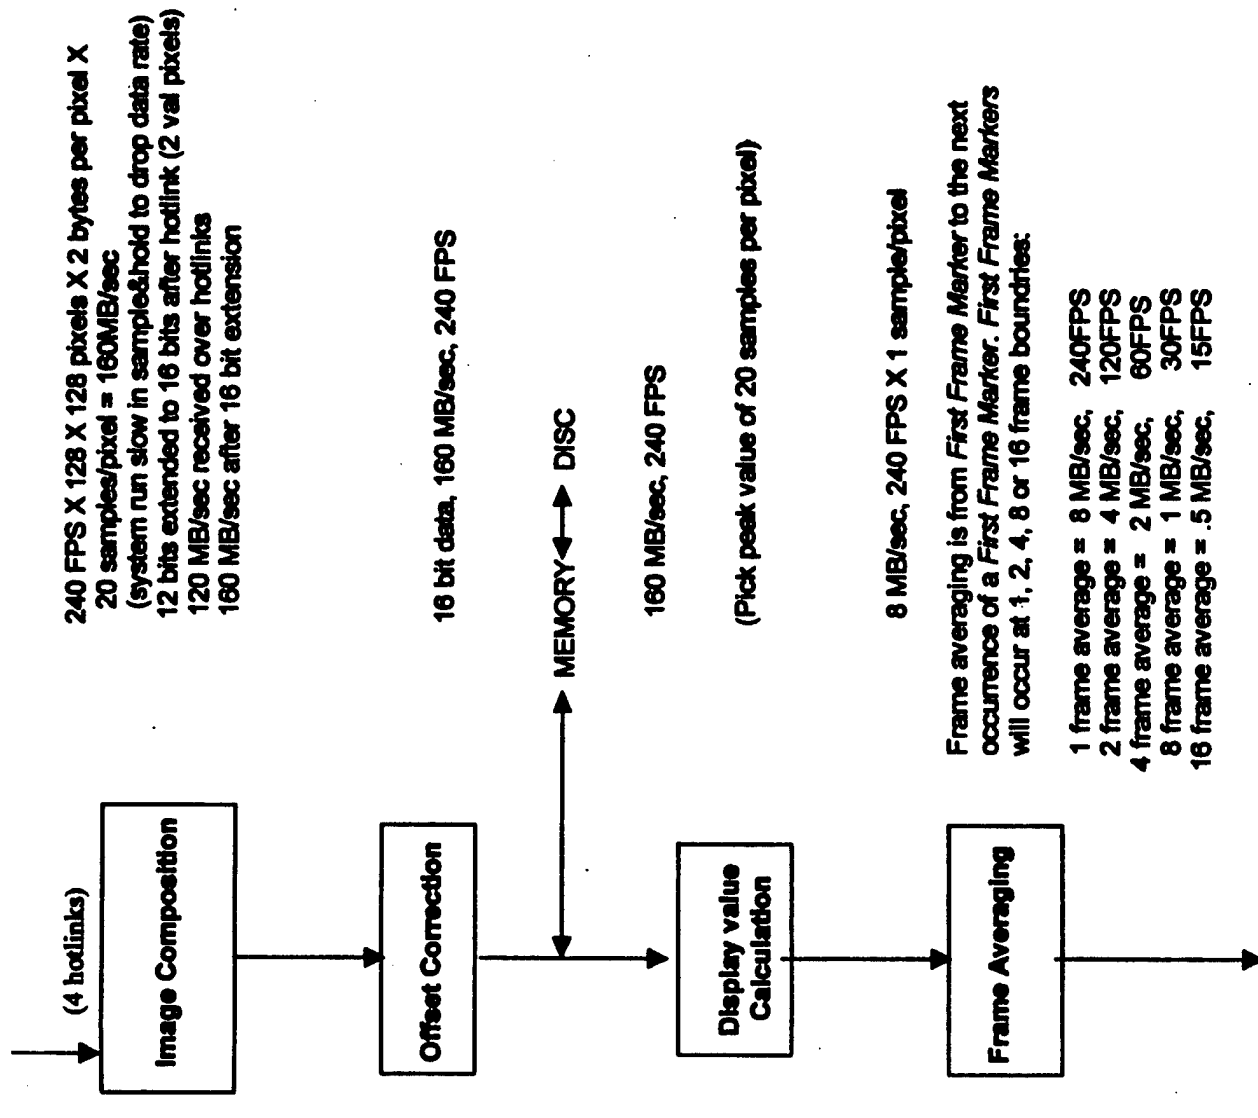 (4 hotlinks)
Image Composition
240 FPS X 128 X 128 pixels X 2 bytes per pixel X
20 samples/pixel = 160MB/sec
(system run slow in sample&hold to drop data rate)
12 bits extended to 16 bits after hotlink (2 val pixels)
120 MB/sec received over hotlinks
160 MB/sec after 16 bit extension
Offset Correction
16 bit data, 160 MB/sec, 240 FPS
MEMORY DISC
160 MB/sec, 240 FPS
Display value
Calculation
(Pick peak value of 20 samples per pixel)
8 MB/sec, 240 FPS X 1 sample/pixel
Frame Averaging
Frame averaging is from First Frame Marker to the next
occurrence of a First Frame Marker. First Frame Markers
will occur at 1, 2, 4, 8 or 16 frame boundries:
1 frame average = 8 MB/sec, 240FPS
2 frame average = 4 MB/sec, 120FPS
4 frame average = 2 MB/sec, 60FPS
8 frame average = 1 MB/sec, 30FPS
16 frame average = .5 MB/sec, 15FPS